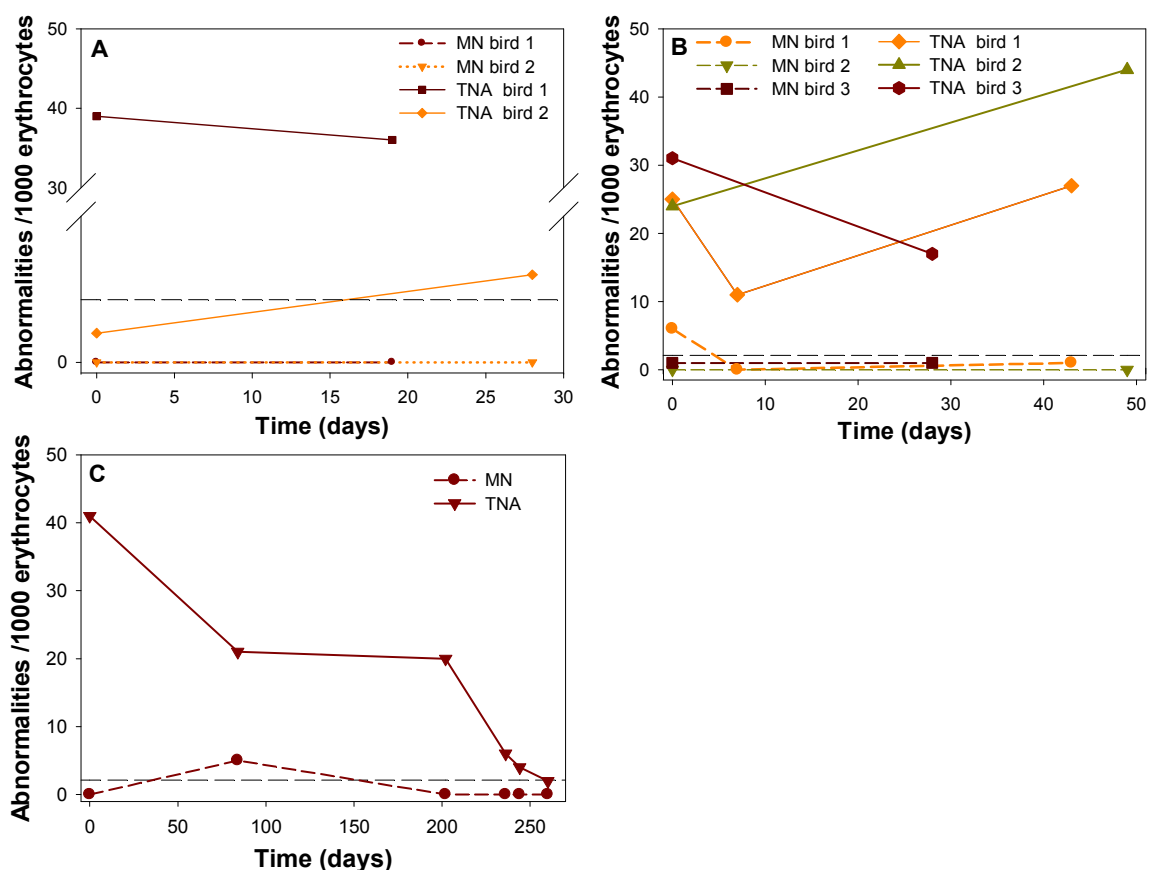 A
Abnormalities /1000 erythrocytes
50
40
30
0
MN bird 1
MN bird 2
TNA bird 1
TNA bird 2
0 5 10 15 20 25 30
Time (days)
B
Abnormalities /1000 erythrocytes
50
40
30
20
10
0
MN bird 1 TNA bird 1
MN bird 2 TNA bird 2
MN bird 3 TNA bird 3
0 10 20 30 40 50
Time (days)
C
Abnormalities /1000 erythrocytes
50
40
30
20
10
0
MN
TNA
0 50 100 150 200 250
Time (days)